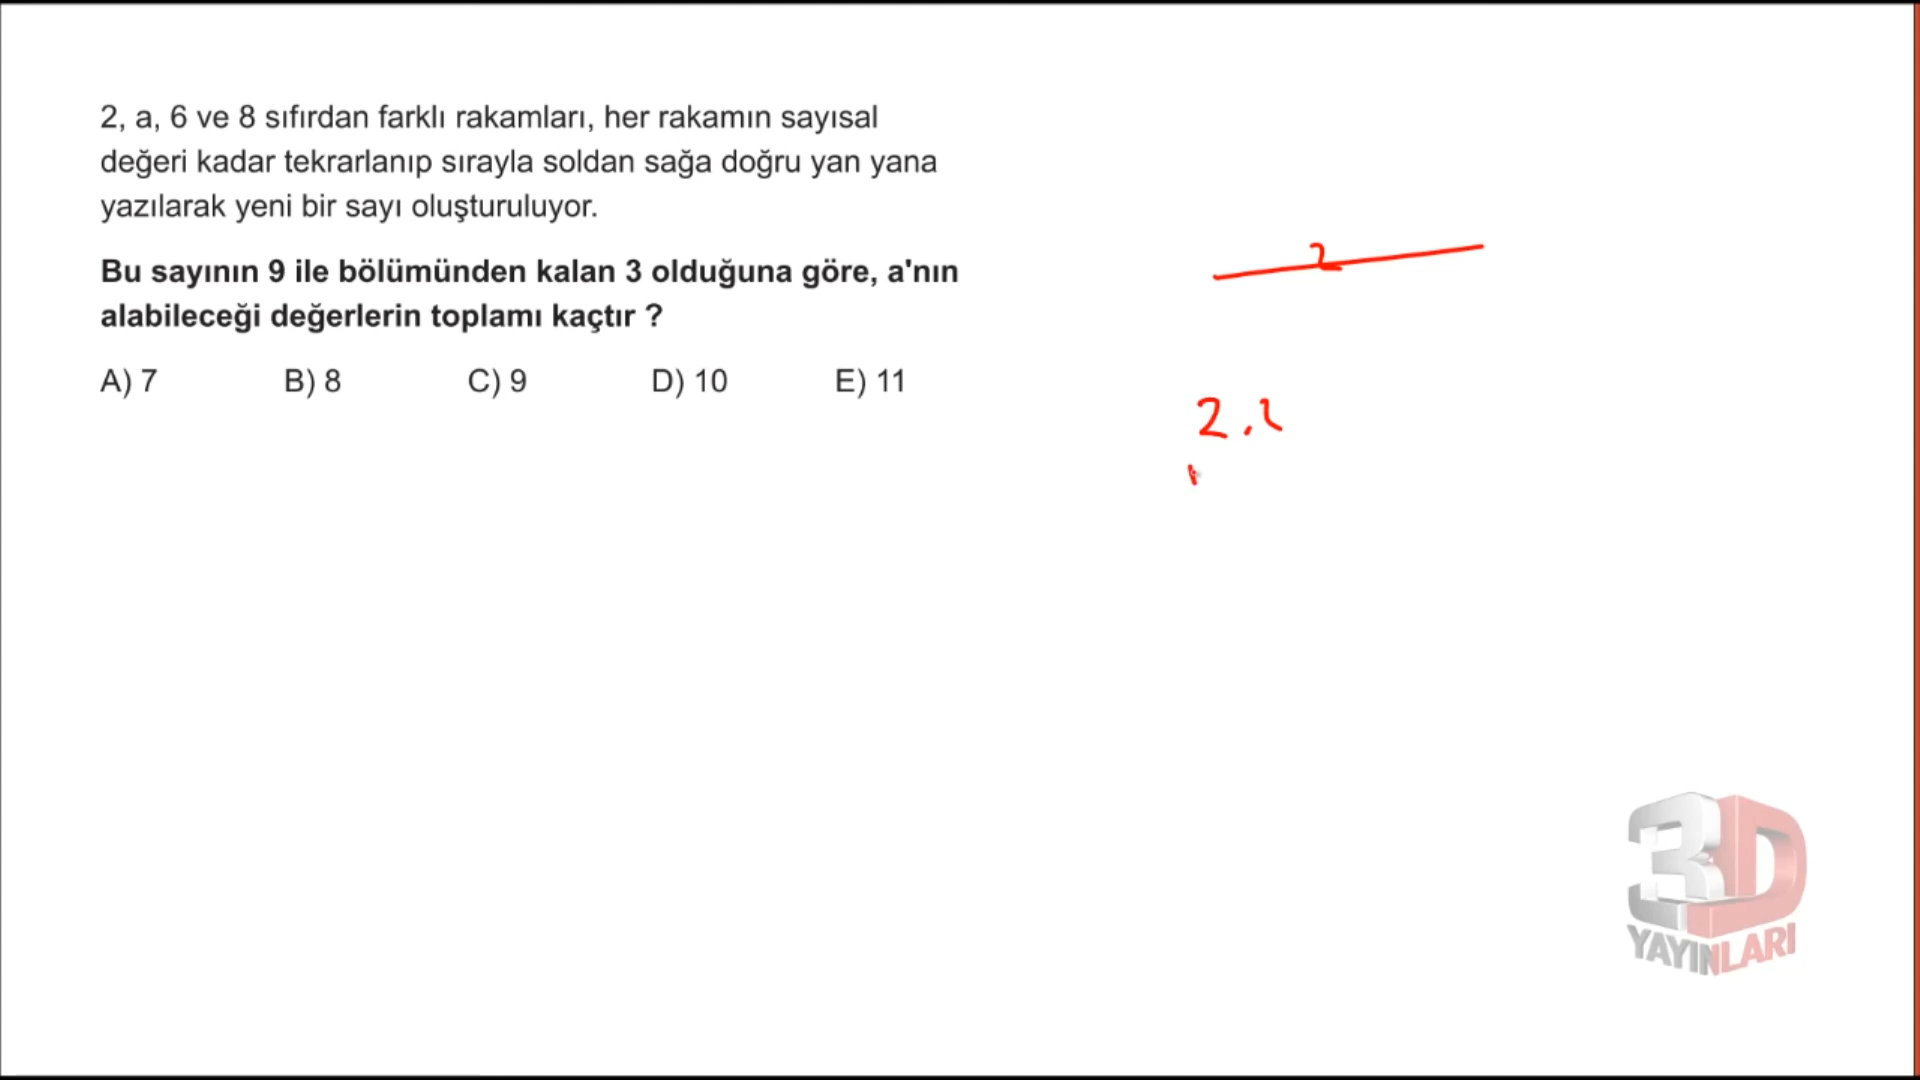 2, a, 6 ve 8 sıfırdan farklı rakamları, her rakamın sayısal
değeri kadar tekrarlanıp sırayla soldan sağa doğru yan yana
yazılarak yeni bir sayı oluşturuluyor.
Bu sayının 9 ile bölümünden kalan 3 olduğuna göre, a'nın
alabileceği değerlerin toplamı kaçtır ?
A) 7 B) 8 C) 9 D) 10 E) 11
2
2 .
3D
YAYINLARI